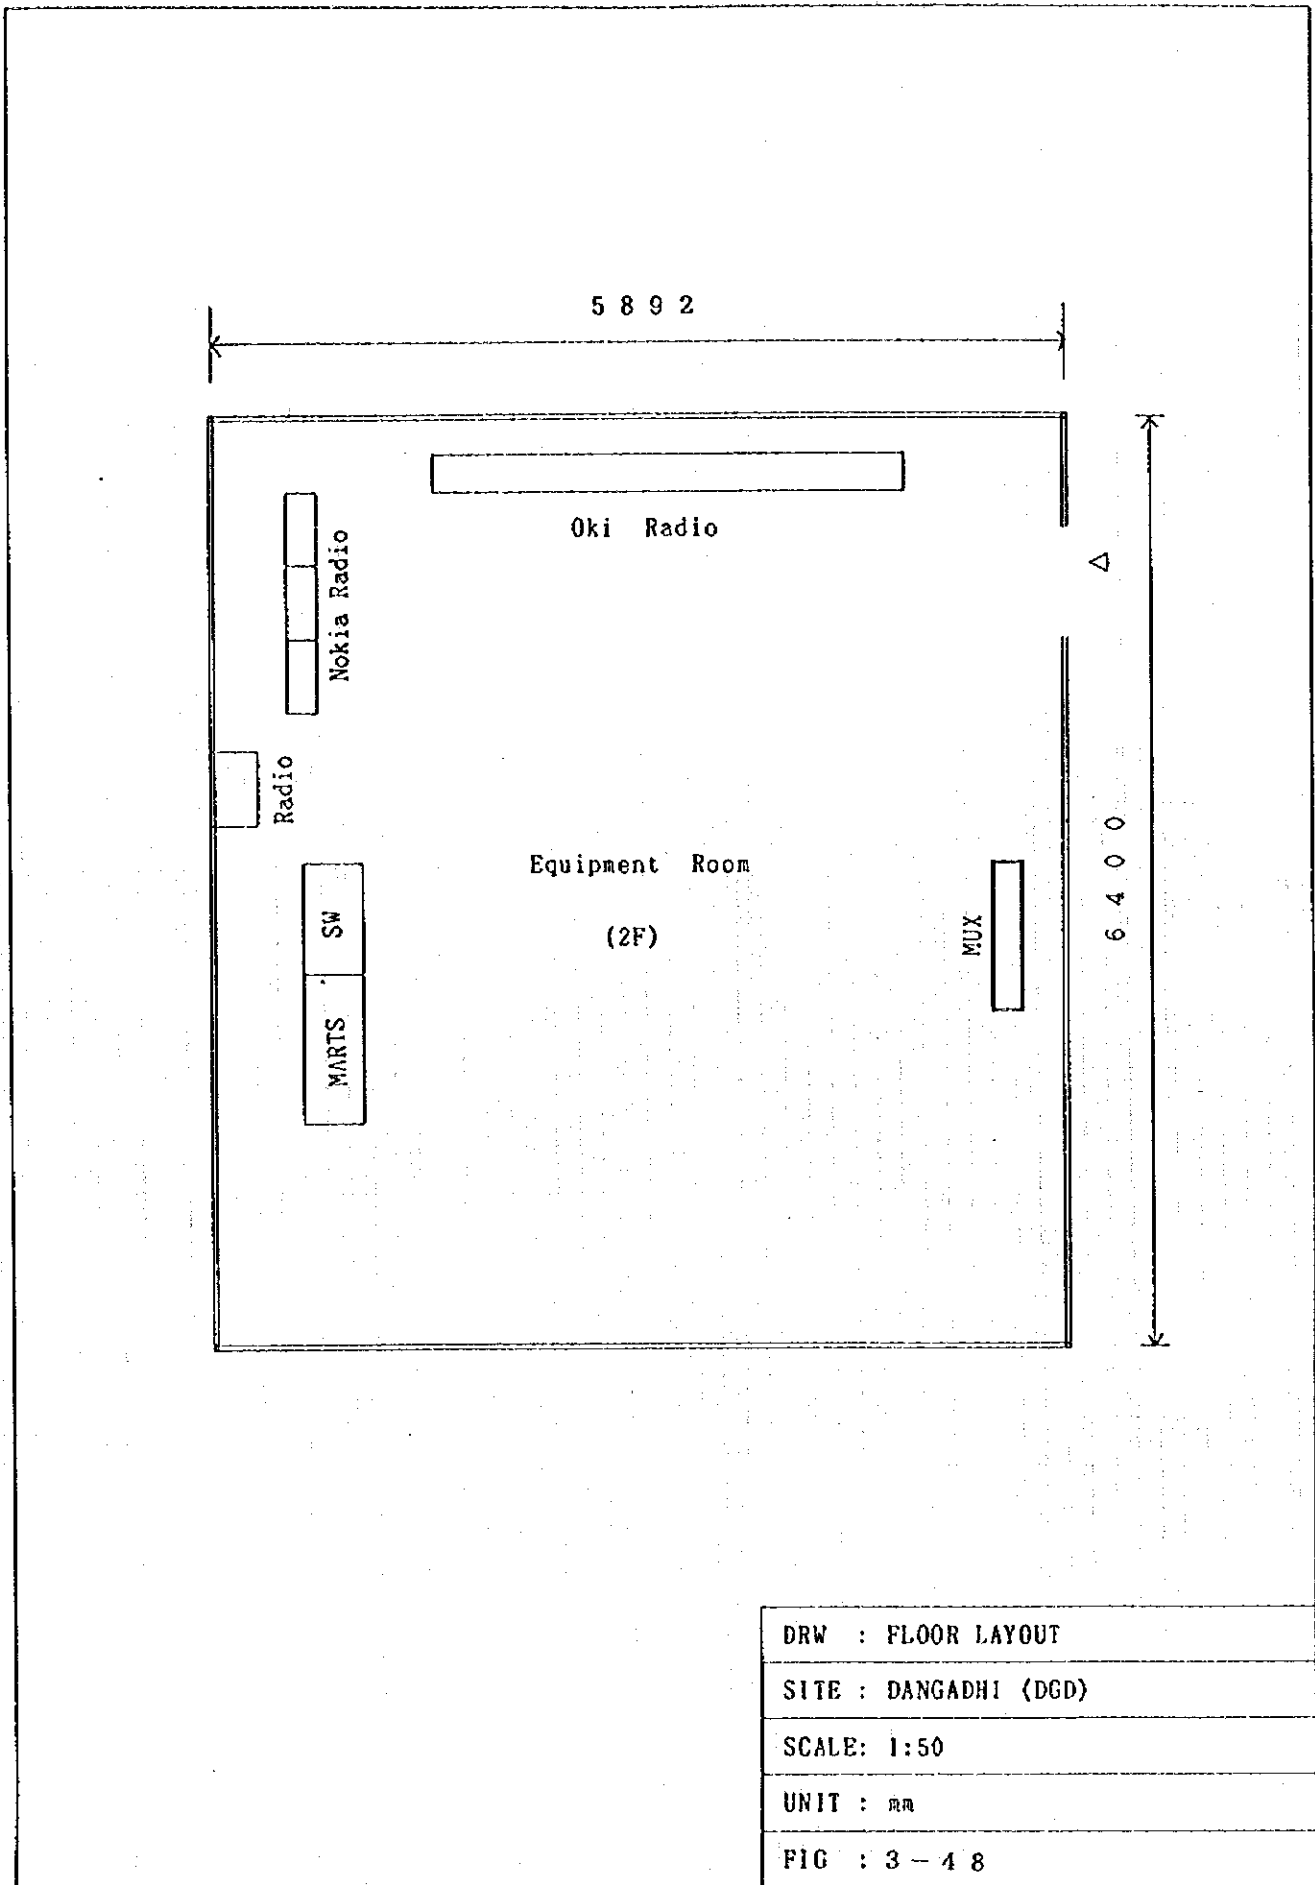 5892
Oki Radio
Nokia Radio
Radio
Equipment Room
(2F)
SW
MARTS
MUX
6400
DRW : FLOOR LAYOUT
SITE : DANGADHI (DGD)
SCALE: 1:50
UNIT : mm
FIG : 3-48